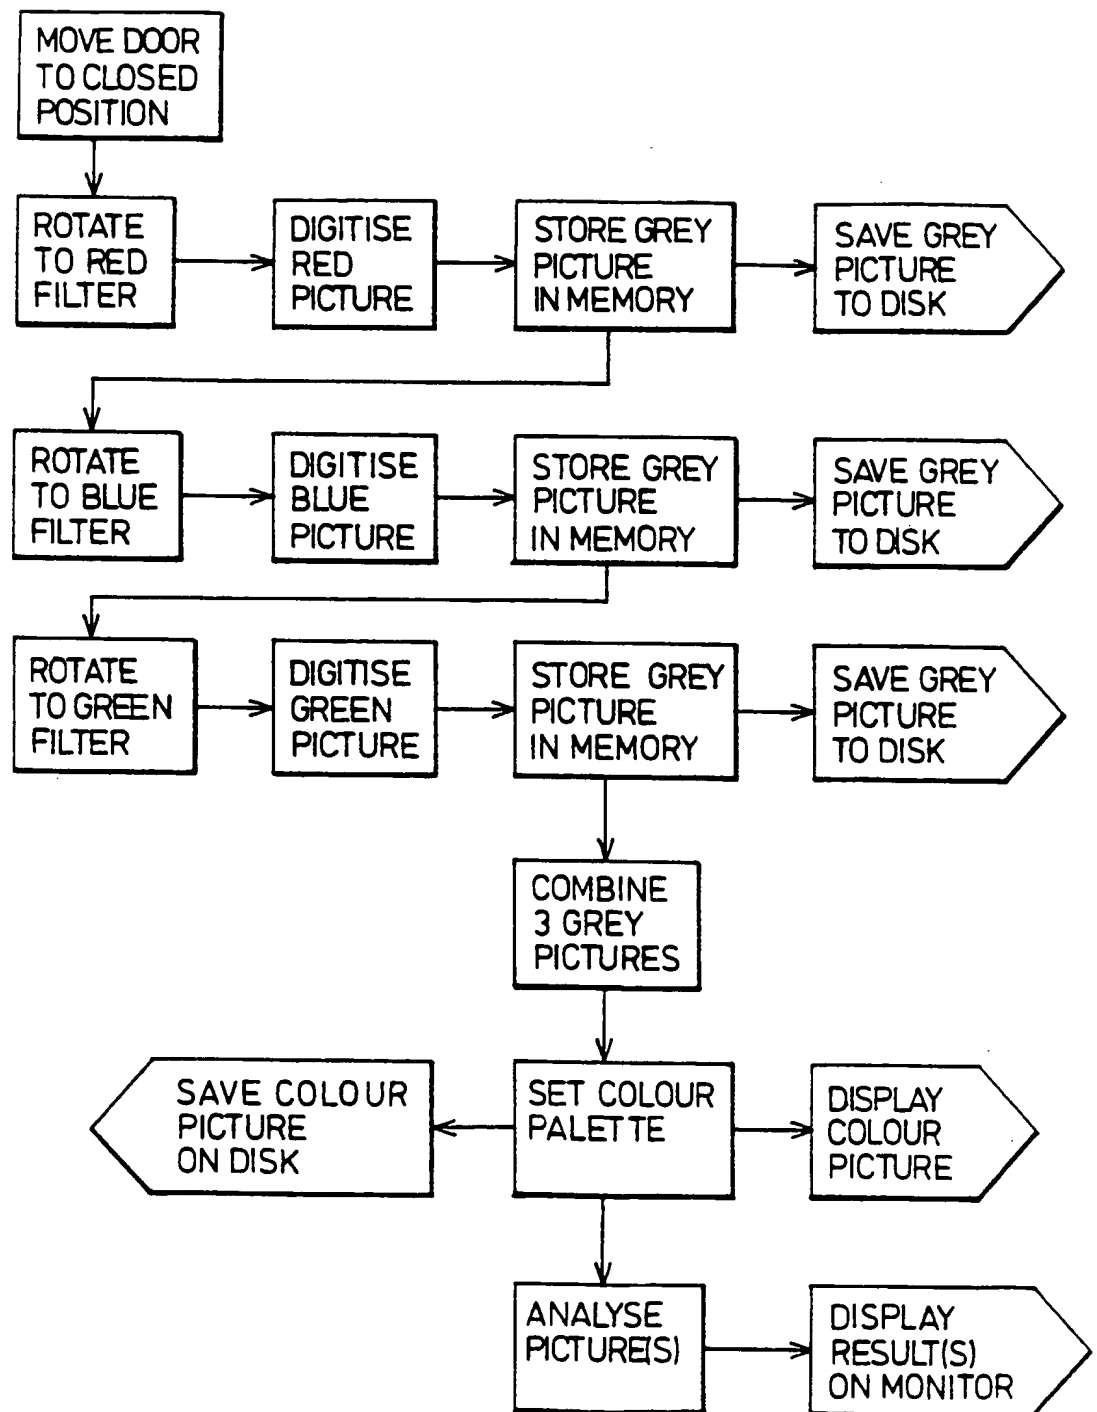 MOVE DOOR
TO CLOSED
POSITION
ROTATE
TO RED
FILTER
DIGITISE
RED
PICTURE
STORE GREY
PICTURE
IN MEMORY
SAVE GREY
PICTURE
TO DISK
ROTATE
TO BLUE
FILTER
DIGITISE
BLUE
PICTURE
STORE GREY
PICTURE
IN MEMORY
SAVE GREY
PICTURE
TO DISK
ROTATE
TO GREEN
FILTER
DIGITISE
GREEN
PICTURE
STORE GREY
PICTURE
IN MEMORY
SAVE GREY
PICTURE
TO DISK
COMBINE
3 GREY
PICTURES
SAVE COLOUR
PICTURE
ON DISK
SET COLOUR
PALETTE
DISPLAY
COLOUR
PICTURE
ANALYSE
PICTURE(S)
DISPLAY
RESULT(S)
ON MONITOR